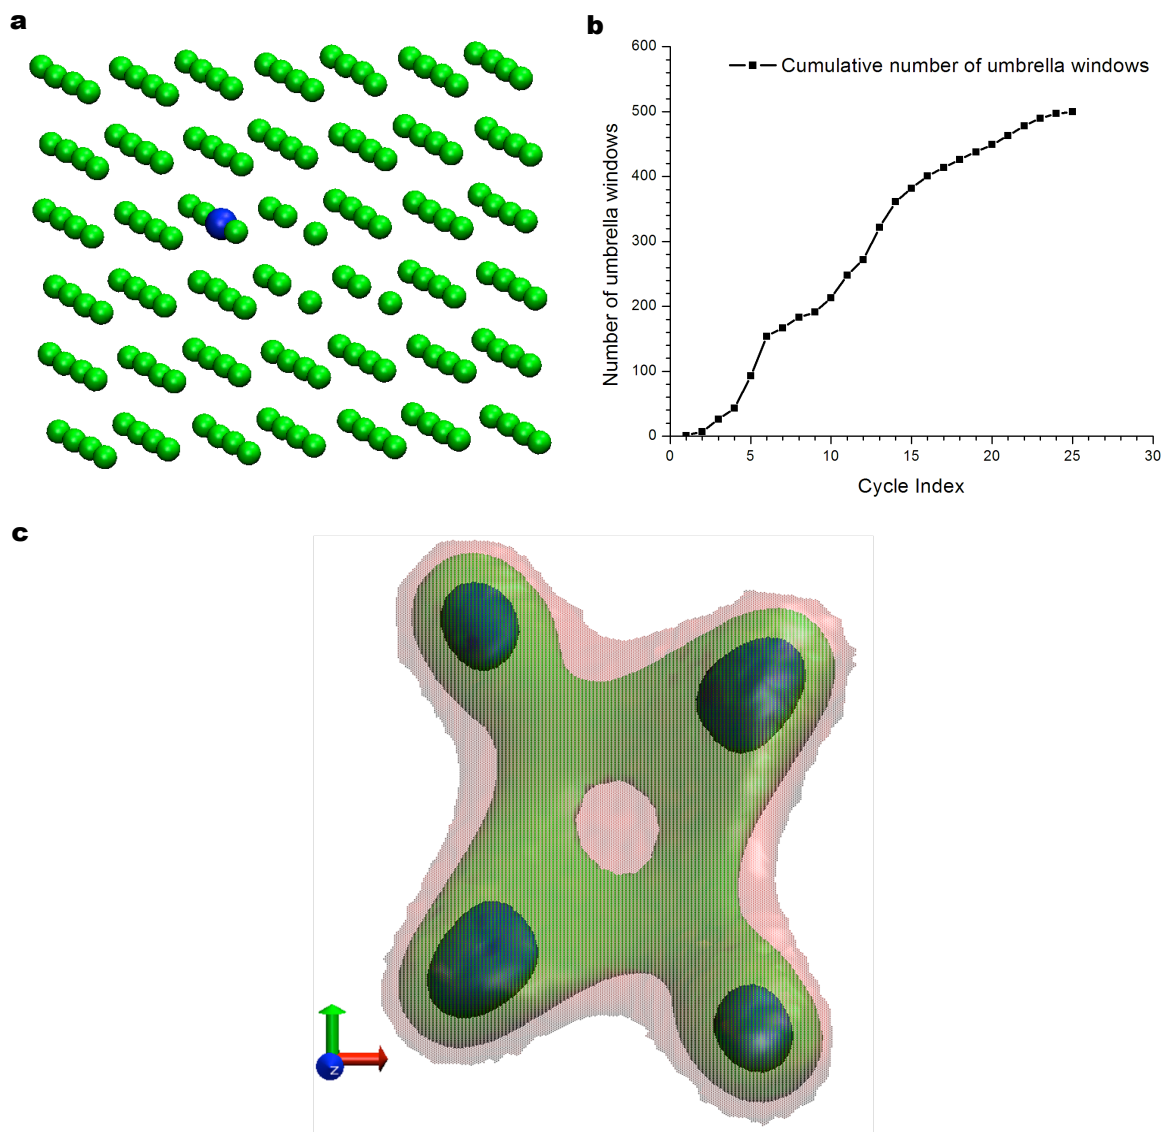 a
b
600
500
400
300
200
100
0
Number of umbrella windows
Cumulative number of umbrella windows
0
5
10
15
20
25
30
Cycle Index
c
Z